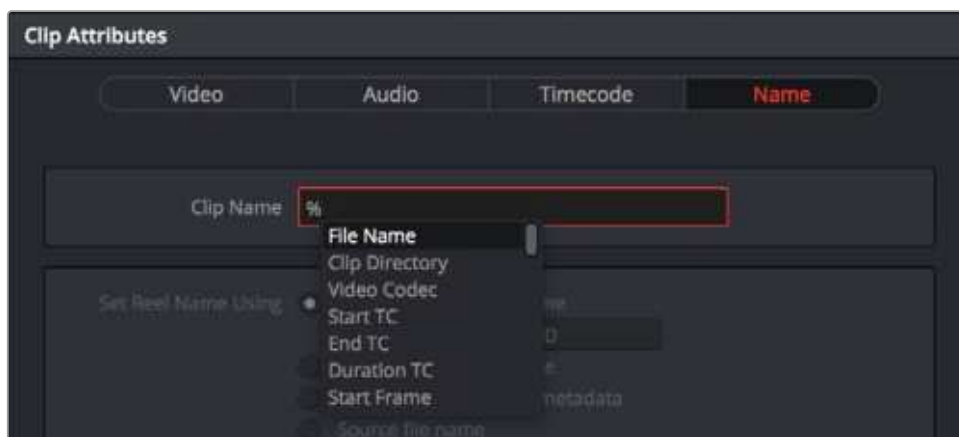 Clip Attributes
Video Audio Timecode Name
Clip Name %
File Name
Clip Directory
Video Codec
Set Reel Name Using
Start TC
End TC
Duration TC
Start Frame
metadata
Source file name